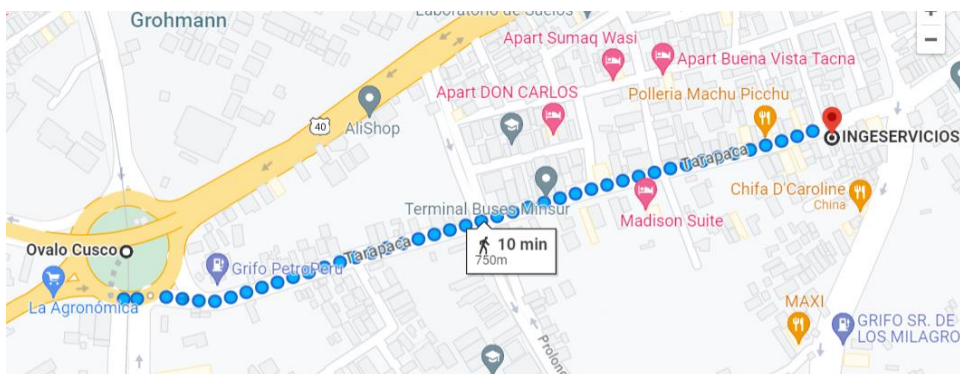 Grohmann
Laboratorio de Suelos
Apart Sumaq Wasi
Apart Buena Vista Tacna
Apart DON CARLOS
Polleria Machu Picchu
40
AliShop
INGESERVICIOS
Tarapaca
Chifa D'Caroline
China
Terminal Buses Minsur
Madison Suite
Ovalo Cusco
Tarapaca
10 min
750m
Grifo PetroPeru
La Agronómica
MAXI
GRIFO SR. DE
LOS MILAGRO
Prolong